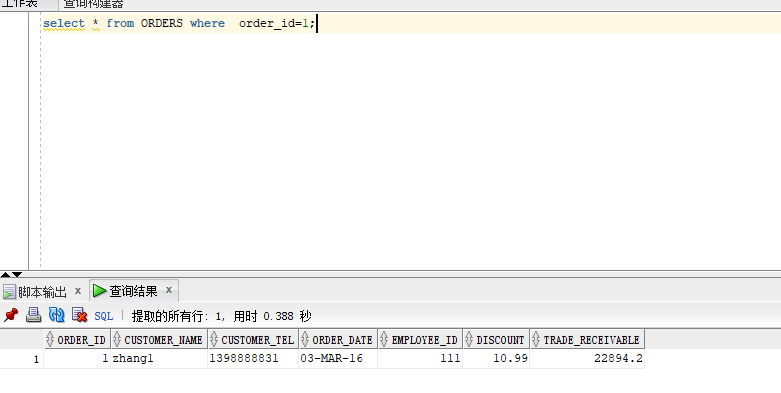 工作表 查询构建器
select * from ORDERS where  order_id=1;
脚本输出 x 查询结果 x
SQL | 提取的所有行: 1, 用时 0.388 秒
ORDER_ID CUSTOMER_NAME CUSTOMER_TEL ORDER_DATE EMPLOYEE_ID DISCOUNT TRADE_RECEIVABLE
1 1 zhang1 1398888831 03-MAR-16 111 10.99 22894.2